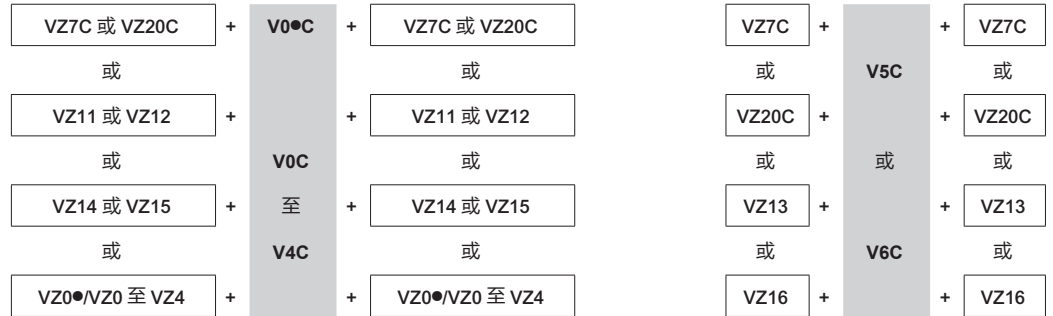 VZ7C 或 VZ20C + V0●C + VZ7C 或 VZ20C VZ7C + + VZ7C
或 或 或 V5C 或
VZ11 或 VZ12 + + VZ11 或 VZ12 VZ20C + + VZ20C
或 V0C 或 或 或 或
VZ14 或 VZ15 + 至 + VZ14 或 VZ15 VZ13 + + VZ13
或 V4C 或 或 V6C 或
VZ0●/VZ0 至 VZ4 + + VZ0●/VZ0 至 VZ4 VZ16 + + VZ16